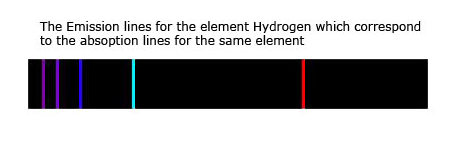 The Emission lines for the element Hydrogen which correspond
to the absoption lines for the same element